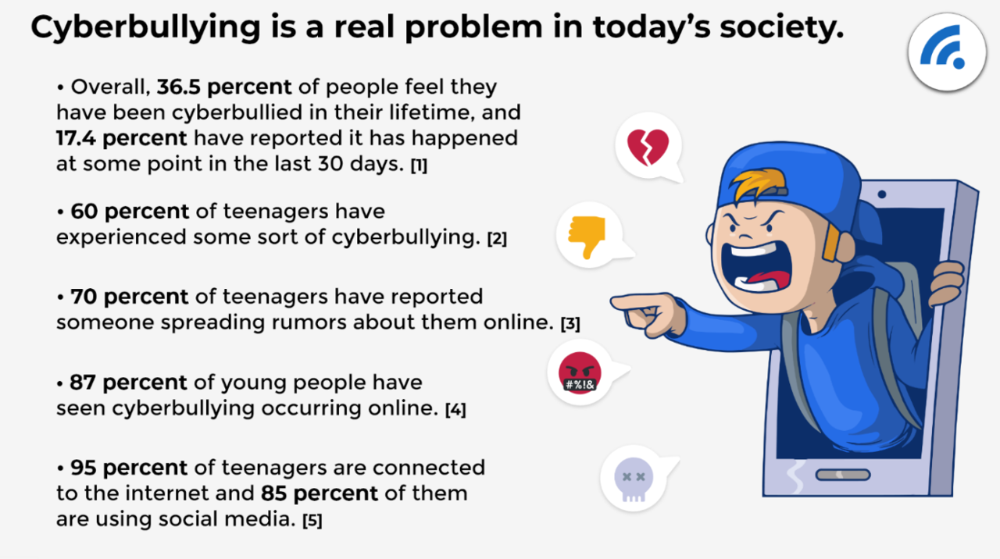 Cyberbullying is a real problem in today’s society.
• Overall, 36.5 percent of people feel they
have been cyberbullied in their lifetime, and
17.4 percent have reported it has happened
at some point in the last 30 days. [1]
• 60 percent of teenagers have
experienced some sort of cyberbullying. [2]
• 70 percent of teenagers have reported
someone spreading rumors about them online. [3]
• 87 percent of young people have
seen cyberbullying occurring online. [4]
• 95 percent of teenagers are connected
to the internet and 85 percent of them
are using social media. [5]
#%!&